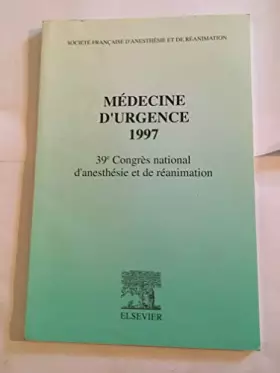 SOCIÉTÉ FRANÇAISE D'ANESTHÉSIE ET DE RÉANIMATION
MÉDECINE
D'URGENCE
1997
39e Congrès national
d'anesthésie et de réanimation
ELSEVIER